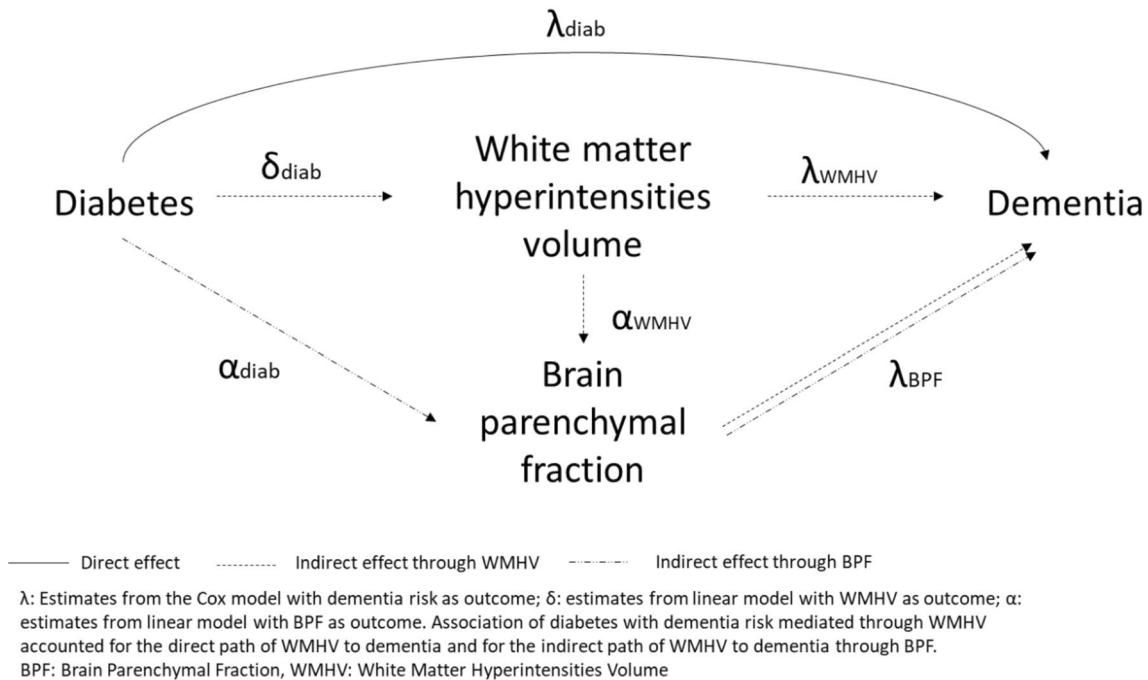 λdiab
White matter
hyperintensities
volume
δdiab
λWMHV
Diabetes
Dementia
αWMHV
αdiab
Brain
parenchymal
fraction
λBPF
Direct effect
Indirect effect through WMHV
Indirect effect through BPF
λ: Estimates from the Cox model with dementia risk as outcome; δ: estimates from linear model with WMHV as outcome; α:
estimates from linear model with BPF as outcome. Association of diabetes with dementia risk mediated through WMHV
accounted for the direct path of WMHV to dementia and for the indirect path of WMHV to dementia through BPF.
BPF: Brain Parenchymal Fraction, WMHV: White Matter Hyperintensities Volume